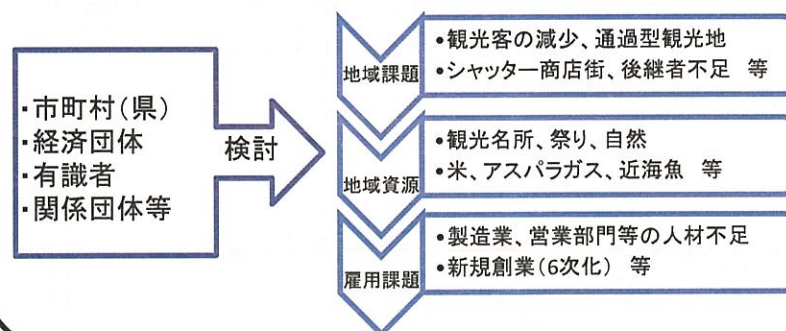 ・市町村(県)
・経済団体
・有識者
・関係団体等
検討
地域課題
•観光客の減少、通過型観光地
•シャッター商店街、後継者不足 等
地域資源
•観光名所、祭り、自然
•米、アスパラガス、近海魚 等
雇用課題
•製造業、営業部門等の人材不足
•新規創業(6次化) 等